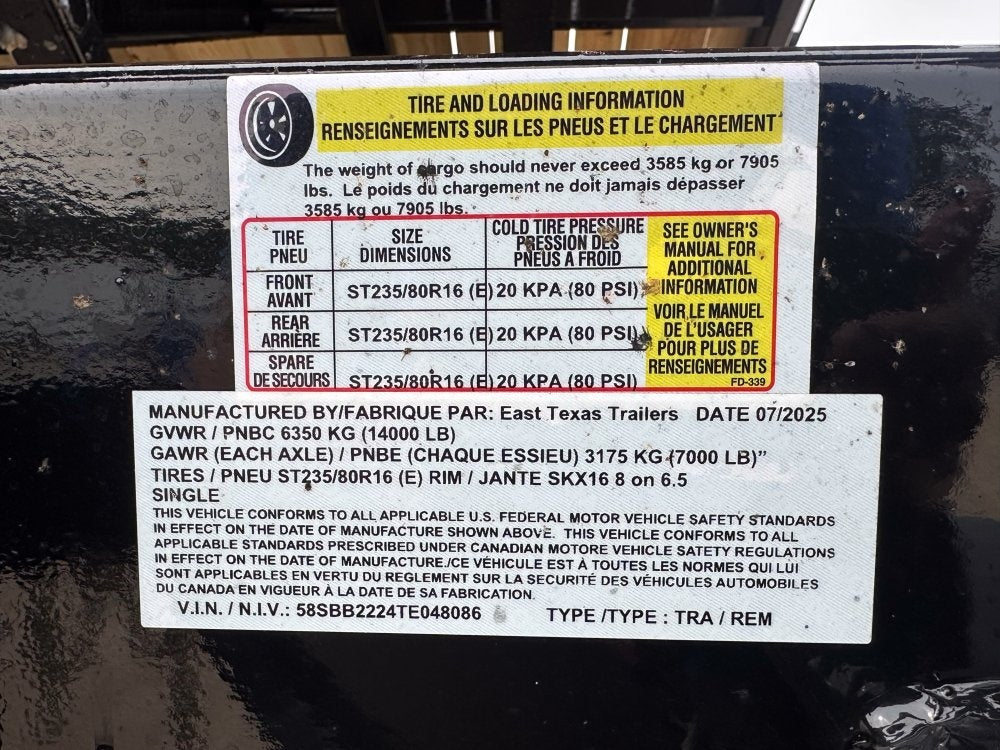 TIRE AND LOADING INFORMATION
RENSEIGNEMENTS SUR LES PNEUS ET LE CHARGEMENT
The weight of cargo should never exceed 3585 kg or 7905
lbs. Le poids du chargement ne doit jamais dépasser
3585 kg ou 7905 lbs.
TIRE PNEU
SIZE DIMENSIONS
COLD TIRE PRESSURE PRESSION DES PNEUS A FROID
FRONT AVANT
ST235/80R16 (E) 20 KPA (80 PSI)
REAR ARRIÈRE
ST235/80R16 (E) 20 KPA (80 PSI)
SPARE DE SECOURS
ST235/80R16 (E) 20 KPA (80 PSI)
SEE OWNER'S
MANUAL FOR
ADDITIONAL
INFORMATION
VOIR LE MANUEL
DE L'USAGER
POUR PLUS DE
RENSEIGNEMENTS
FD-339
MANUFACTURED BY/FABRIQUE PAR: East Texas Trailers DATE 07/2025
GVWR / PNBC 6350 KG (14000 LB)
GAWR (EACH AXLE) / PNBE (CHAQUE ESSIEU) 3175 KG (7000 LB)”
TIRES / PNEU ST235/80R16 (E) RIM / JANTE SKX16 8 on 6.5
SINGLE
THIS VEHICLE CONFORMS TO ALL APPLICABLE U.S. FEDERAL MOTOR VEHICLE SAFETY STANDARDS
IN EFFECT ON THE DATE OF MANUFACTURE SHOWN ABOVE. THIS VEHICLE CONFORMS TO ALL
APPLICABLE STANDARDS PRESCRIBED UNDER CANADIAN MOTORE VEHICLE SATETY REGULATIONS
IN EFFECT ON THE DATE OF MANUFACTURE./CE VÉHICULE EST À TOUTES LES NORMES QUI LUI
SONT APPLICABLES EN VERTU DU REGLEMENT SUR LA SECURITÉ DES VÉHICULES AUTOMOBILES
DU CANADA EN VIGUEUR À LA DATE DE SA FABRICATION.
V.I.N. / N.I.V.: 58SBB2224TE048086 TYPE /TYPE : TRA / REM